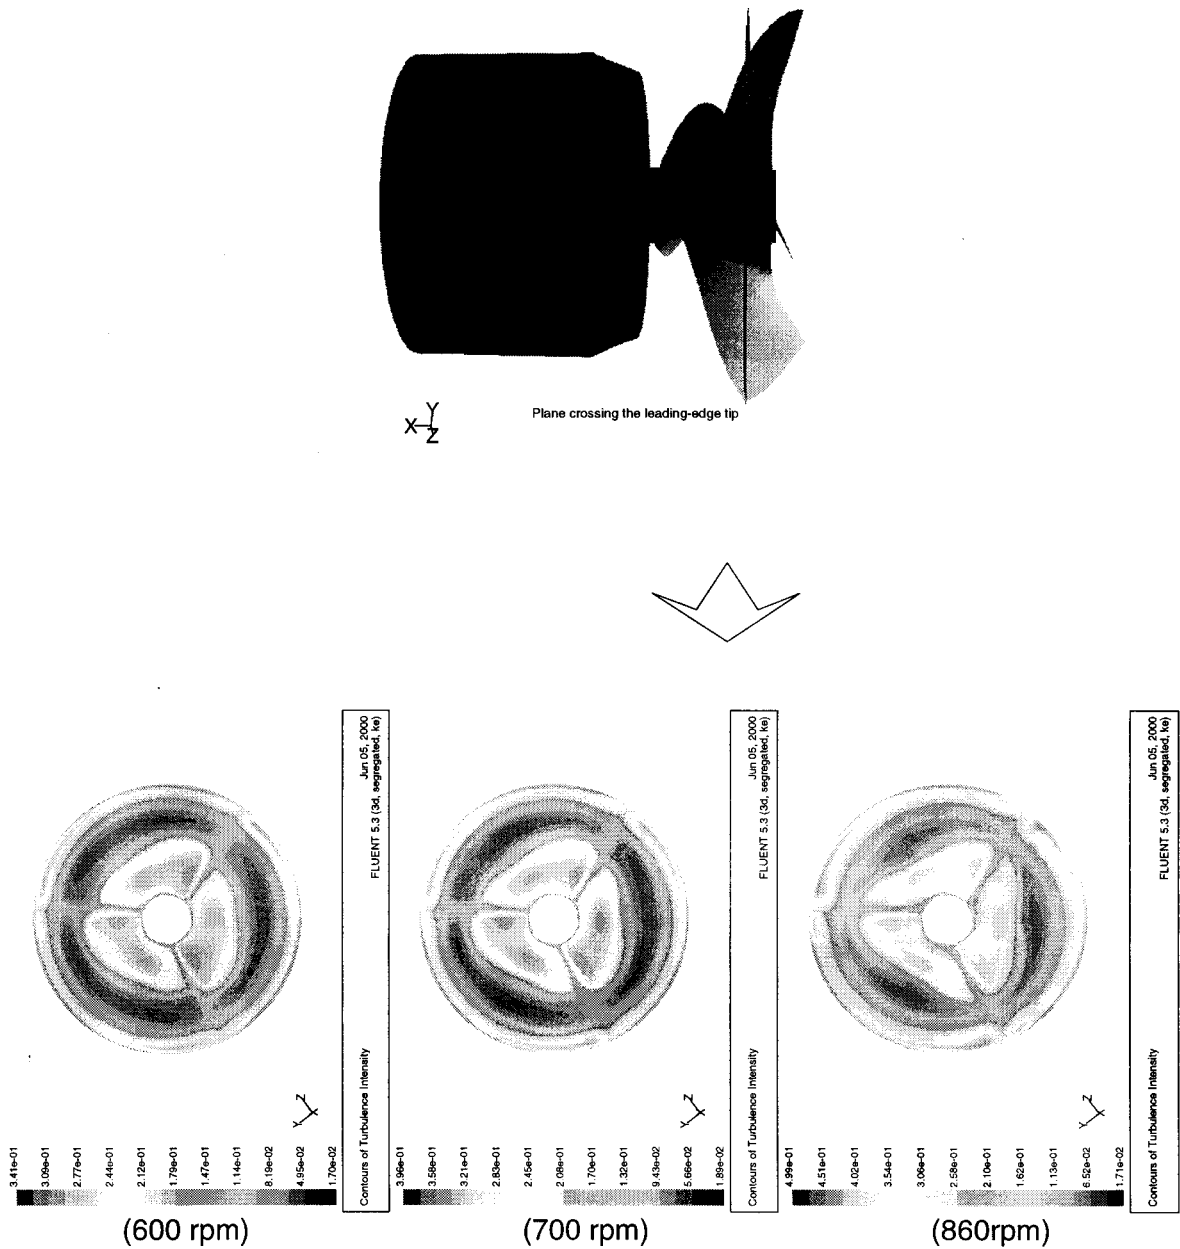 Y
X
Z
Plane crossing the leading-edge tip
3.41e-01
3.09e-01
2.77e-01
2.44e-01
2.12e-01
1.79e-01
1.47e-01
1.14e-01
8.19e-02
4.95e-02
1.70e-02
Y
Z
X
Contours of Turbulence Intensity
Jun 05, 2000
FLUENT 5.3 (3d, segregated, ke)
(600 rpm)
3.96e-01
3.58e-01
3.21e-01
2.83e-01
2.45e-01
2.08e-01
1.70e-01
1.32e-01
9.43e-02
5.66e-02
1.89e-02
Y
Z
X
Contours of Turbulence Intensity
Jun 05, 2000
FLUENT 5.3 (3d, segregated, ke)
(700 rpm)
4.99e-01
4.51e-01
4.02e-01
3.54e-01
3.06e-01
2.58e-01
2.10e-01
1.62e-01
1.13e-01
6.52e-02
1.71e-02
Y
Z
X
Contours of Turbulence Intensity
Jun 05, 2000
FLUENT 5.3 (3d, segregated, ke)
(860rpm)